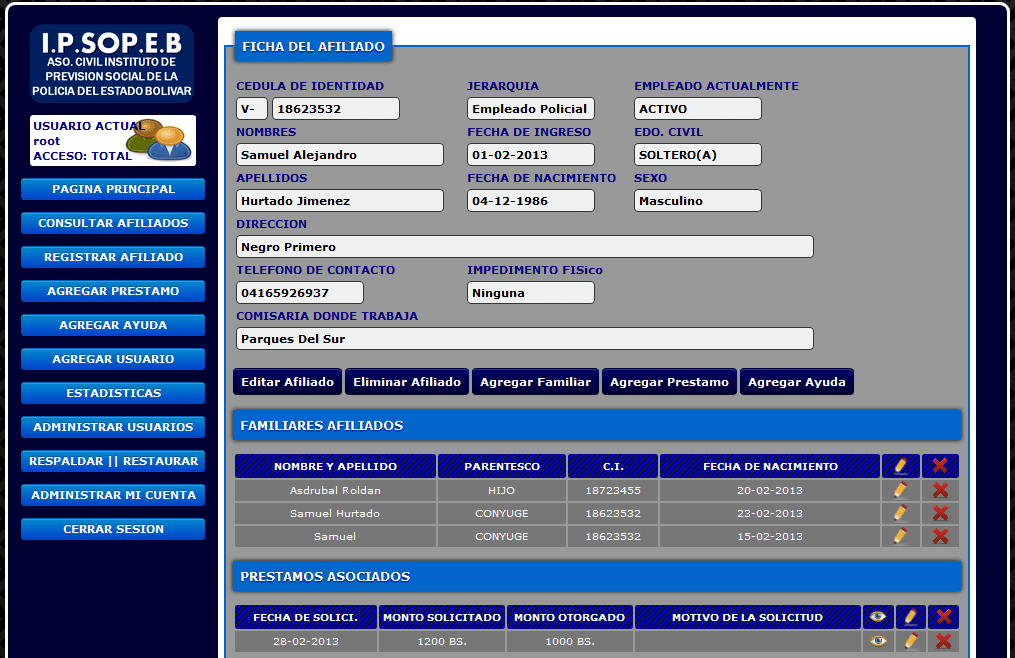 I.P.SOP.E.B
ASO. CIVIL INSTITUTO DE
PREVISION SOCIAL DE LA
POLICIA DEL ESTADO BOLIVAR
USUARIO ACTUAL
root
ACCESO: TOTAL
PAGINA PRINCIPAL
CONSULTAR AFILIADOS
REGISTRAR AFILIADO
AGREGAR PRESTAMO
AGREGAR AYUDA
AGREGAR USUARIO
ESTADISTICAS
ADMINISTRAR USUARIOS
RESPALDAR || RESTAURAR
ADMINISTRAR MI CUENTA
CERRAR SESION
FICHA DEL AFILIADO
CEDULA DE IDENTIDAD JERARQUIA EMPLEADO ACTUALMENTE
V- 18623532 Empleado Policial ACTIVO
NOMBRES FECHA DE INGRESO EDO. CIVIL
Samuel Alejandro 01-02-2013 SOLTERO(A)
APELLIDOS FECHA DE NACIMIENTO SEXO
Hurtado Jimenez 04-12-1986 Masculino
DIRECCION
Negro Primero
TELEFONO DE CONTACTO IMPEDIMENTO FISico
04165926937 Ninguna
COMISARIA DONDE TRABAJA
Parques Del Sur
Editar Afiliado Eliminar Afiliado Agregar Familiar Agregar Prestamo Agregar Ayuda
FAMILIARES AFILIADOS
NOMBRE Y APELLIDO PARENTESCO C.I. FECHA DE NACIMIENTO
Asdrubal Roldan HIJO 18723455 20-02-2013
Samuel Hurtado CONYUGE 18623532 23-02-2013
Samuel CONYUGE 18623532 15-02-2013
PRESTAMOS ASOCIADOS
FECHA DE SOLICI. MONTO SOLICITADO MONTO OTORGADO MOTIVO DE LA SOLICITUD
28-02-2013 1200 BS. 1000 BS.